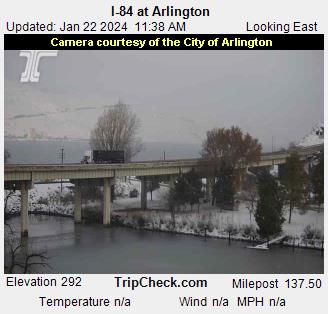 I-84 at Arlington
Updated: Jan 22 2024 11:38 AM Looking East
Camera courtesy of the City of Arlington
Elevation 292 TripCheck.com Milepost 137.50
Temperature n/a Wind n/a MPH n/a